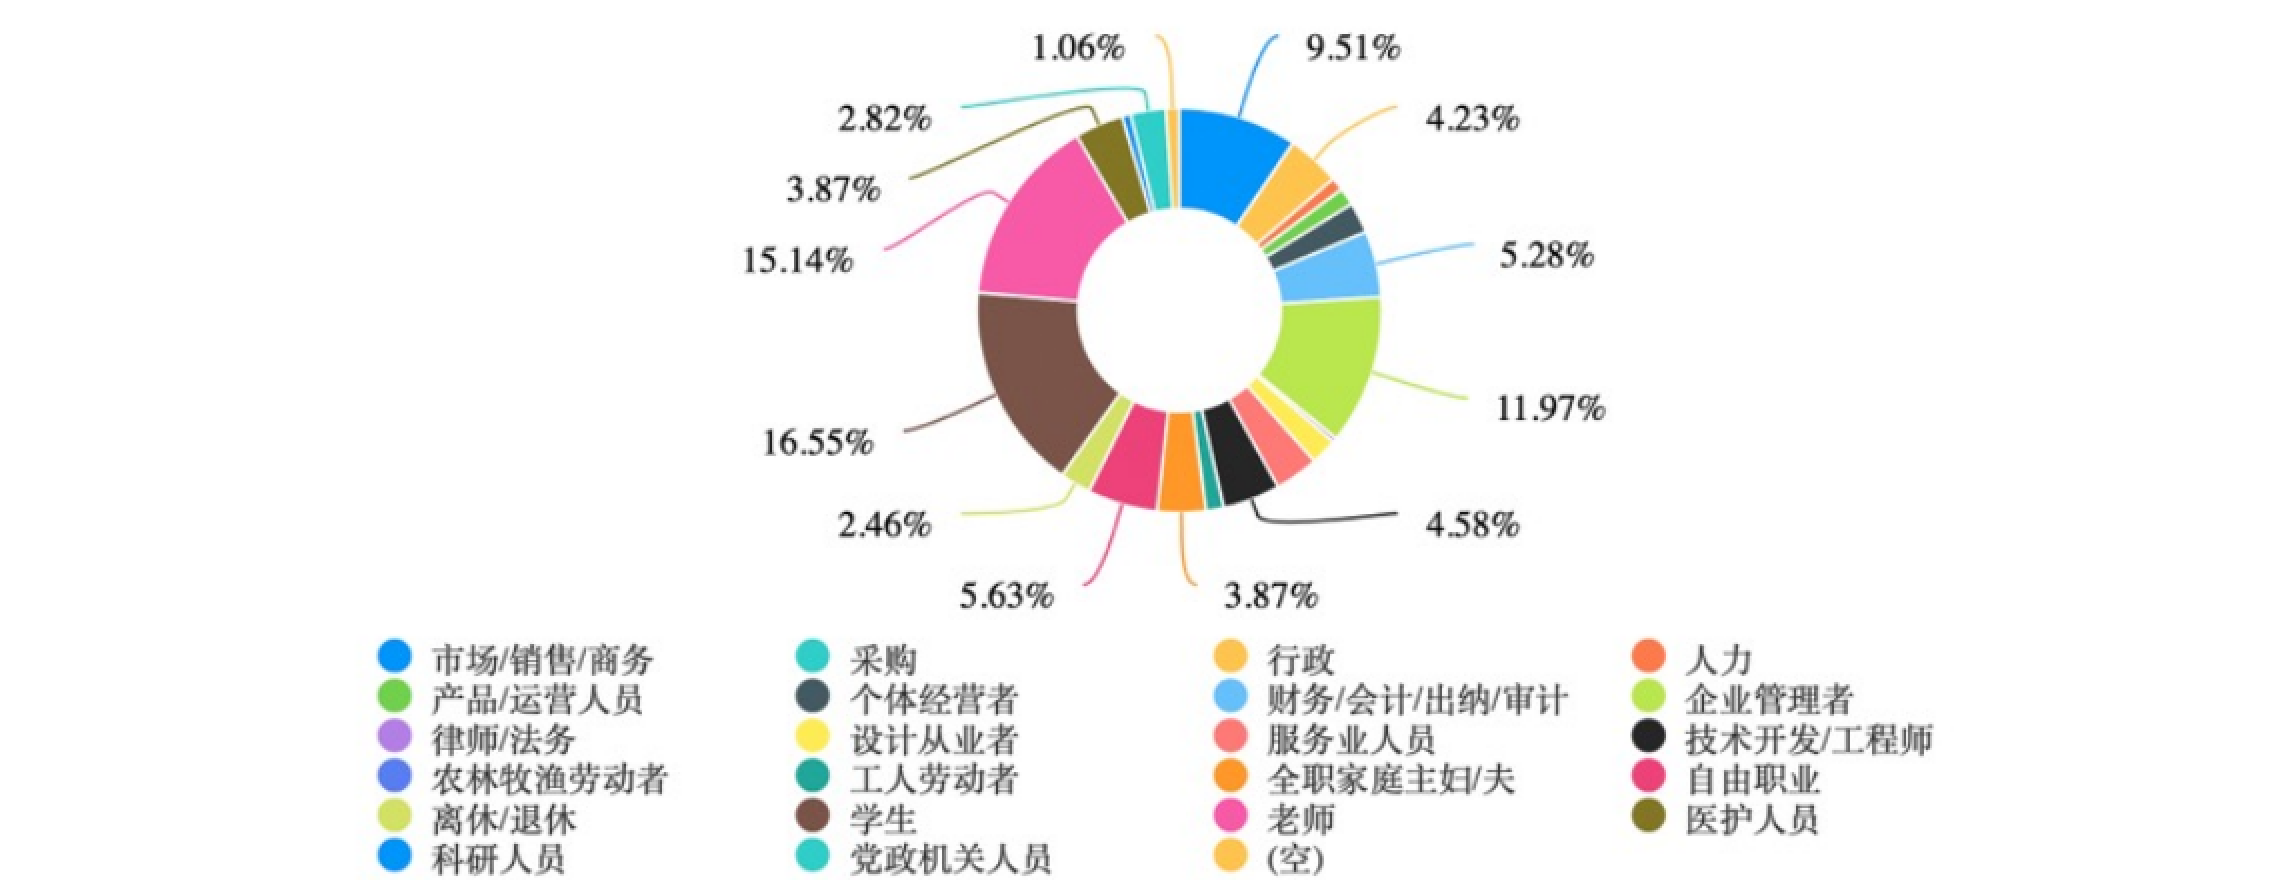 1.06% 9.51%
2.82% 4.23%
3.87%
15.14% 5.28%
11.97%
16.55%
2.46% 4.58%
5.63% 3.87%
市场/销售/商务 采购 行政 人力
产品/运营人员 个体经营者 财务/会计/出纳/审计 企业管理者
律师/法务 设计从业者 服务业人员 技术开发/工程师
农林牧渔劳动者 工人劳动者 全职家庭主妇/夫 自由职业
离休/退休 学生 老师 医护人员
科研人员 党政机关人员 (空)